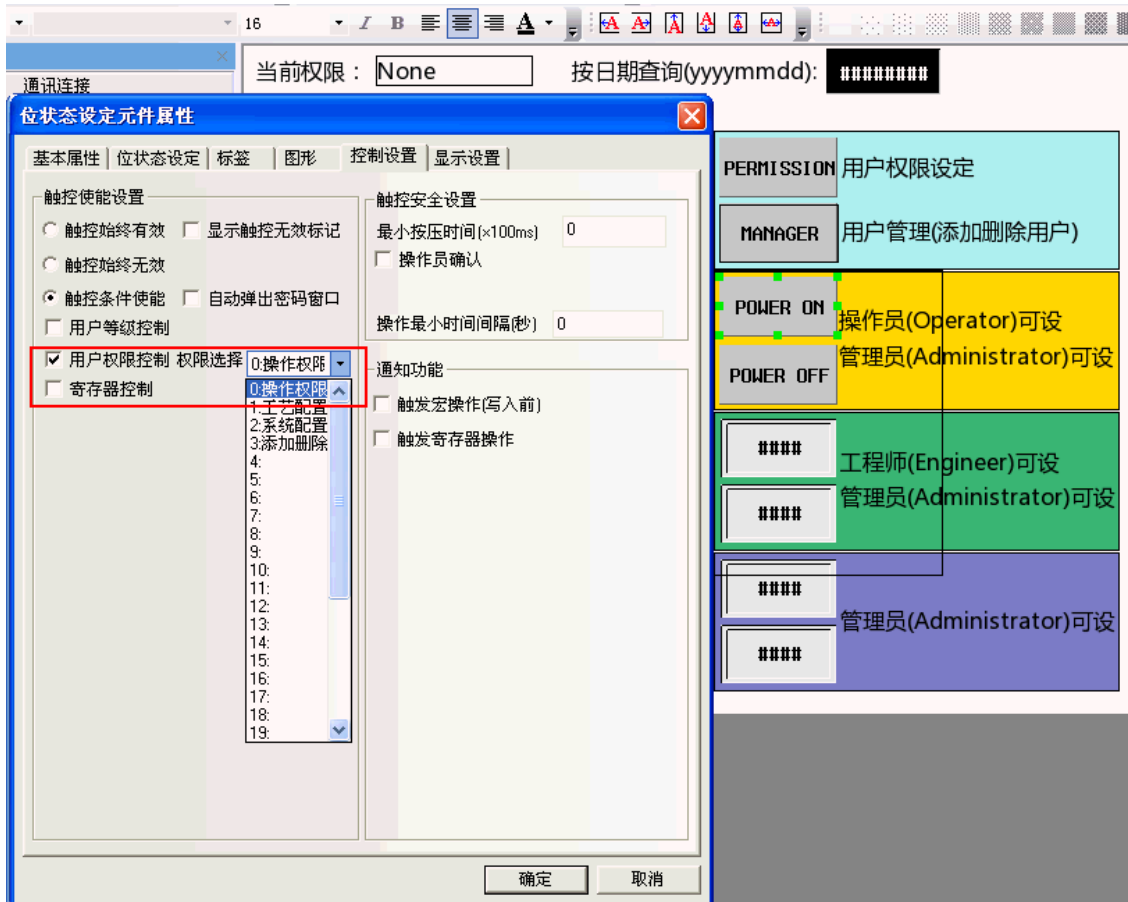 16 I B A
当前权限： None 按日期查询(yyyymmdd): ########
通讯连接
位状态设定元件属性
基本属性 位状态设定 标签 图形 控制设置 显示设置
触控使能设置
触控始终有效 显示触控无效标记
触控始终无效
触控条件使能 自动弹出密码窗口
用户等级控制
用户权限控制 权限选择 0:操作权限
寄存器控制
0:操作权限
1:工艺配置
2:系统配置
3:添加删除
4:
5:
6:
7:
8:
9:
10:
11:
12:
13:
14:
15:
16:
17:
18:
19:
触控安全设置
最小按压时间(×100ms) 0
操作员确认
操作最小时间间隔(秒) 0
通知功能
触发宏操作(写入前)
触发寄存器操作
确定 取消
PERMISSION 用户权限设定
MANAGER 用户管理(添加删除用户)
POWER ON 操作员(Operator)可设
管理员(Administrator)可设
POWER OFF
####
工程师(Engineer)可设
管理员(Administrator)可设
####
####
管理员(Administrator)可设
####